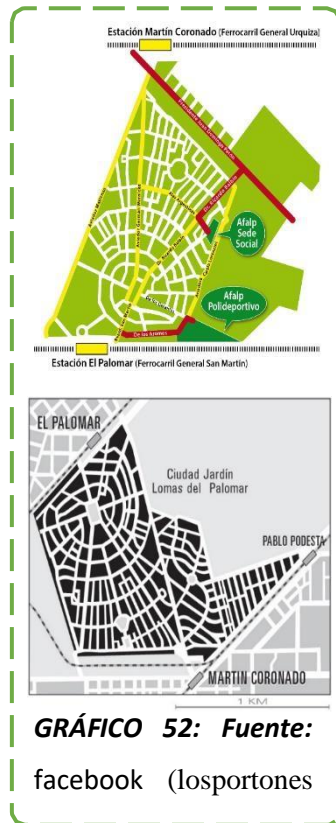 Estación Martín Coronado (Ferrocarril General Urquiza)
Afalp
Sede
Social
Afalp
Polideportivo
Estación El Palomar (Ferrocarril General San Martín)
EL PALOMAR
Ciudad Jardín
Lomas del Palomar
PABLO PODESTA
MARTIN CORONADO
1 KM
GRÁFICO 52: Fuente:
facebook (losportones